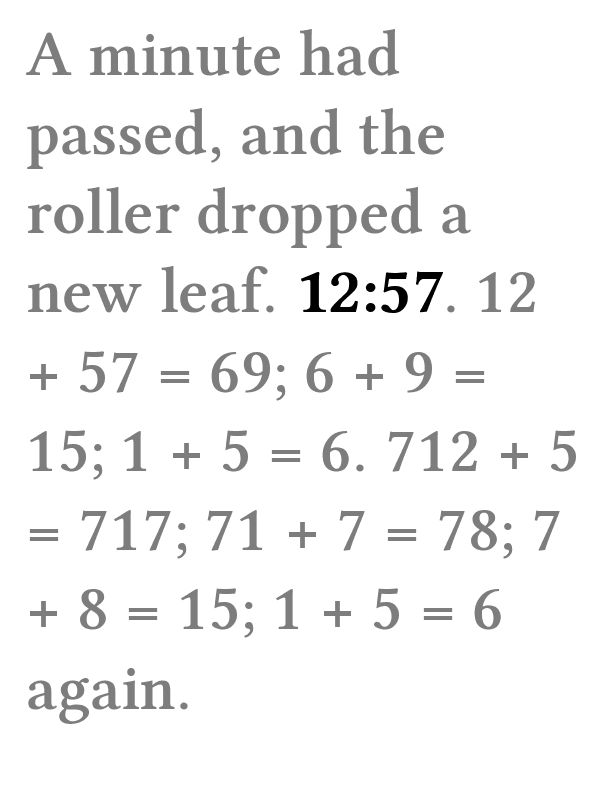 A minute had
passed, and the
roller dropped a
new leaf. 12:57. 12
+ 57 = 69; 6 + 9 =
15; 1 + 5 = 6. 712 + 5
= 717; 71 + 7 = 78; 7
+ 8 = 15; 1 + 5 = 6
again.